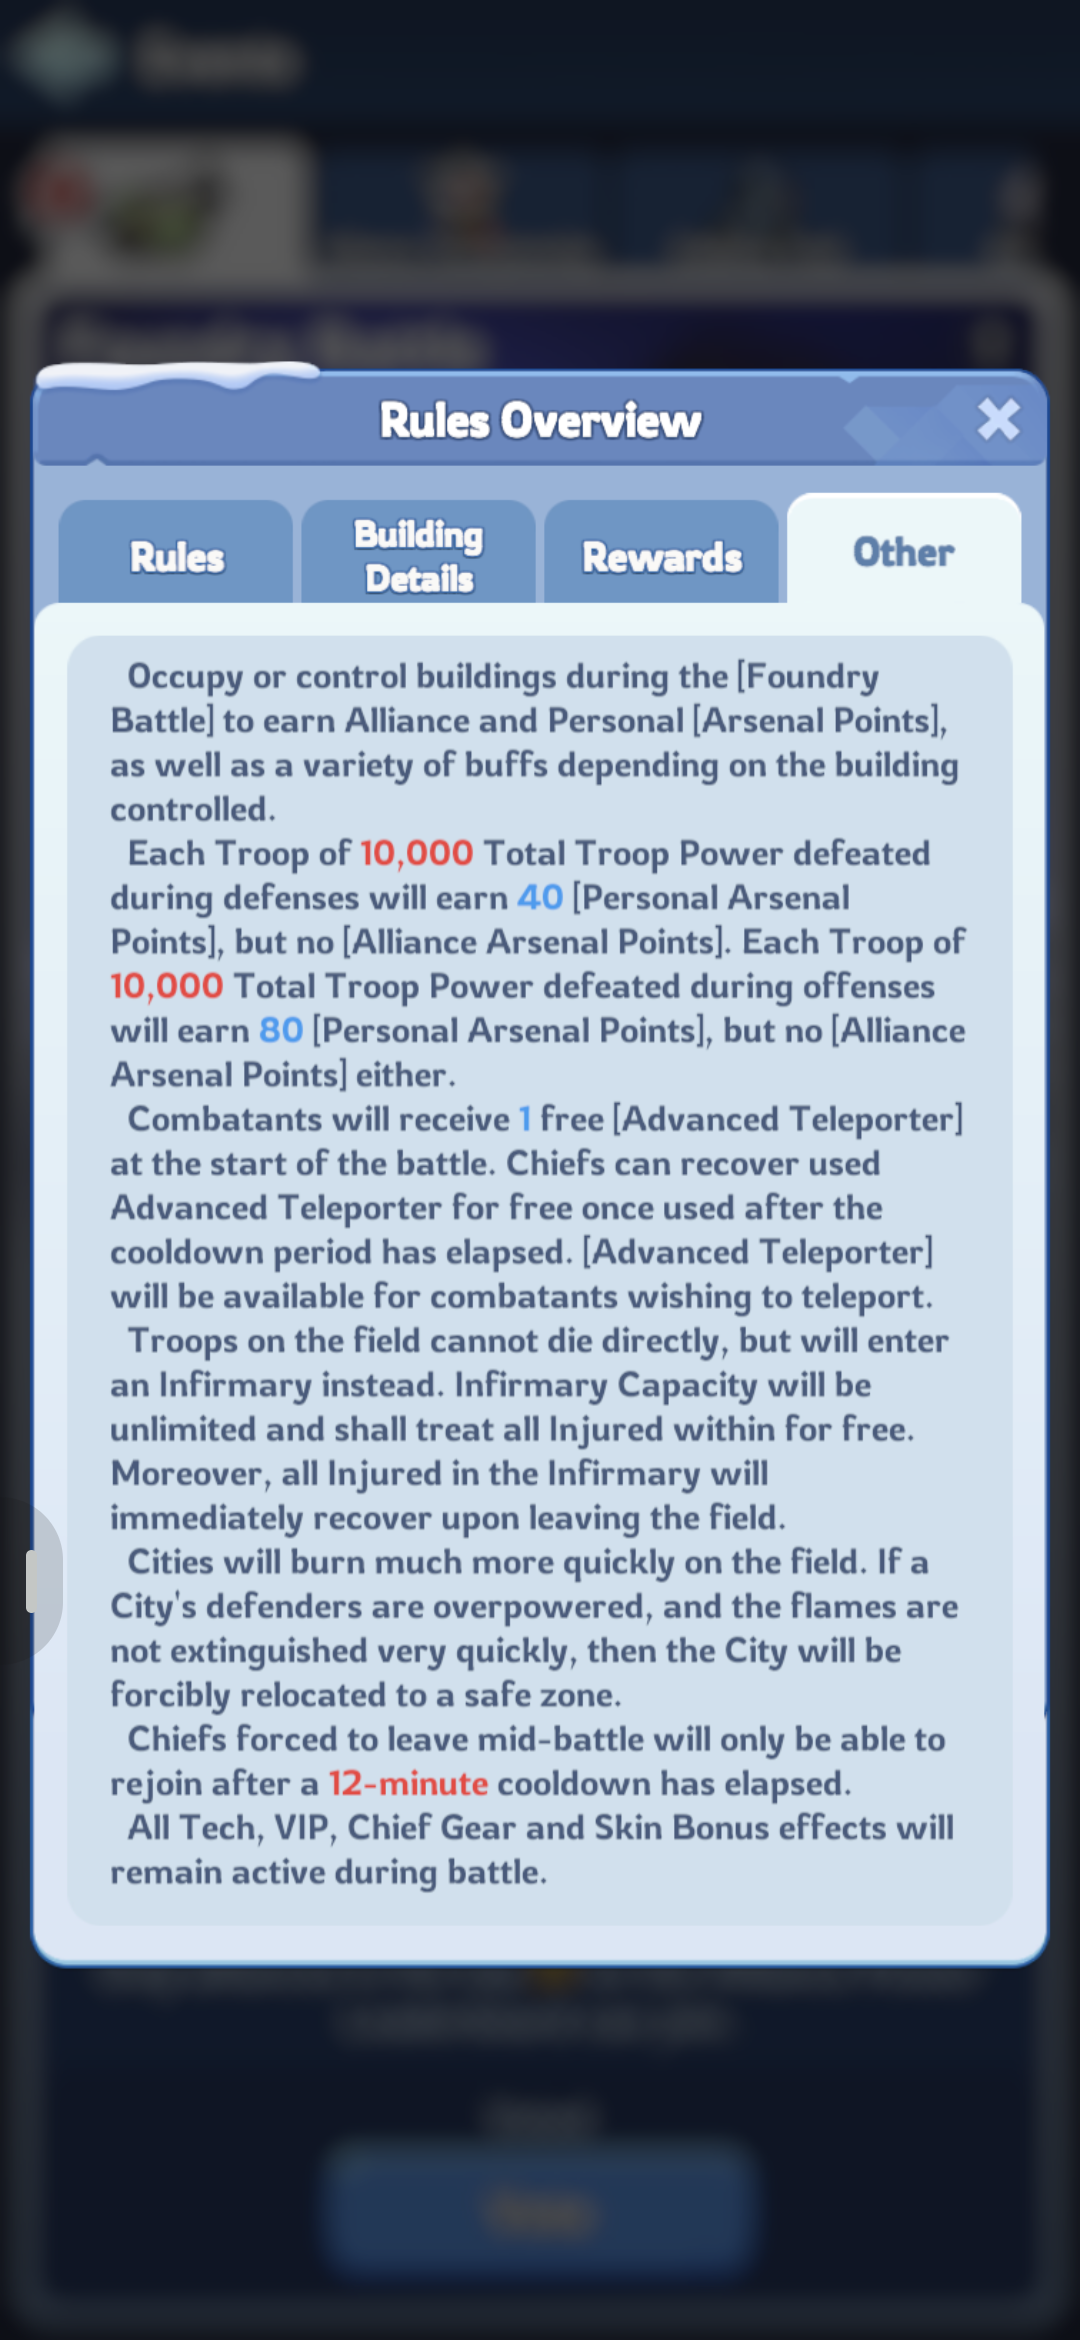 Rules Overview
Rules
Building
Details
Rewards
Other
Occupy or control buildings during the [Foundry
Battle] to earn Alliance and Personal [Arsenal Points],
as well as a variety of buffs depending on the building
controlled.
Each Troop of 10,000 Total Troop Power defeated
during defenses will earn 40 [Personal Arsenal
Points], but no [Alliance Arsenal Points]. Each Troop of
10,000 Total Troop Power defeated during offenses
will earn 80 [Personal Arsenal Points], but no [Alliance
Arsenal Points] either.
Combatants will receive 1 free [Advanced Teleporter]
at the start of the battle. Chiefs can recover used
Advanced Teleporter for free once used after the
cooldown period has elapsed. [Advanced Teleporter]
will be available for combatants wishing to teleport.
Troops on the field cannot die directly, but will enter
an Infirmary instead. Infirmary Capacity will be
unlimited and shall treat all Injured within for free.
Moreover, all Injured in the Infirmary will
immediately recover upon leaving the field.
Cities will burn much more quickly on the field. If a
City's defenders are overpowered, and the flames are
not extinguished very quickly, then the City will be
forcibly relocated to a safe zone.
Chiefs forced to leave mid-battle will only be able to
rejoin after a 12-minute cooldown has elapsed.
All Tech, VIP, Chief Gear and Skin Bonus effects will
remain active during battle.